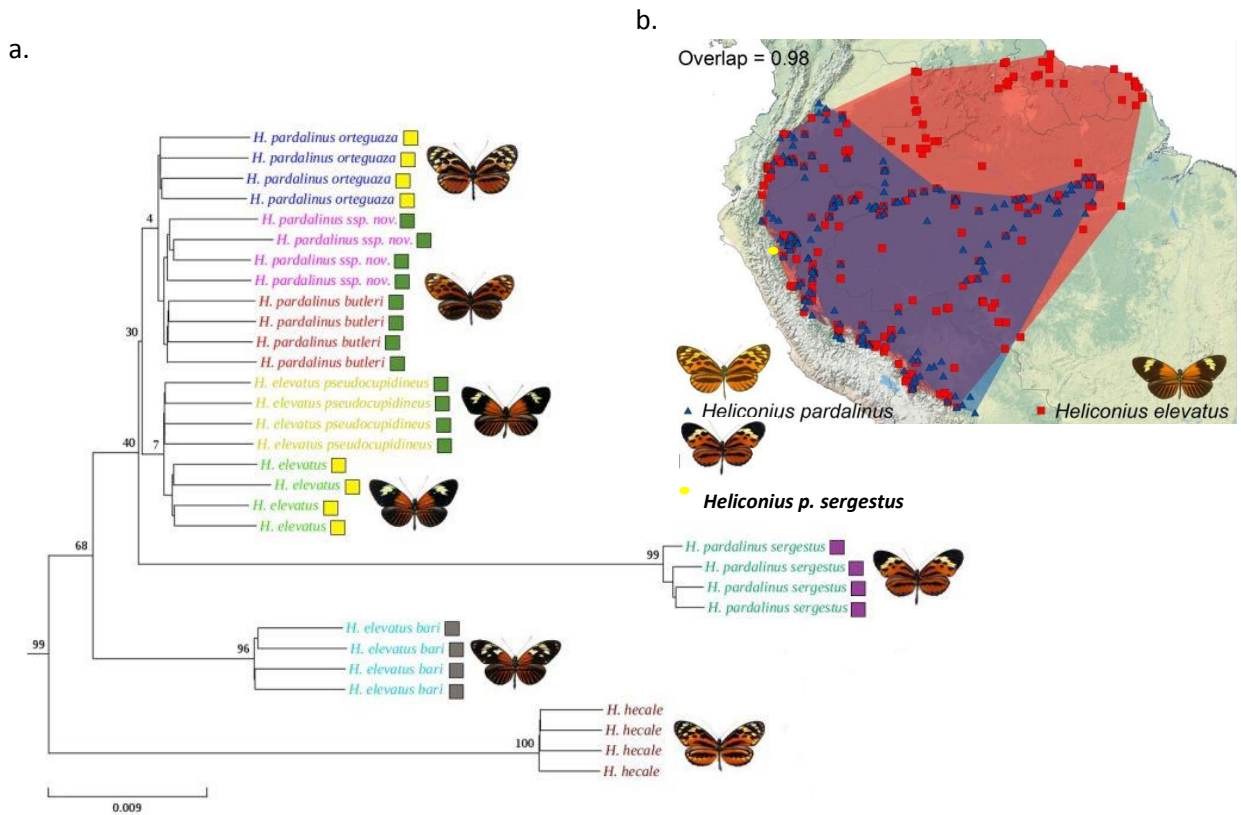 a.
b.
Overlap = 0.98
H. pardalinus orteguaza
H. pardalinus orteguaza
H. pardalinus orteguaza
H. pardalinus orteguaza
4
H. pardalinus ssp. nov.
H. pardalinus ssp. nov.
H. pardalinus ssp. nov.
H. pardalinus ssp. nov.
H. pardalinus butleri
H. pardalinus butleri
30
H. pardalinus butleri
H. pardalinus butleri
H. elevatus pseudocupidineus
H. elevatus pseudocupidineus
H. elevatus pseudocupidineus
40
7
H. elevatus pseudocupidineus
H. elevatus
H. elevatus
H. elevatus
H. elevatus
Heliconius pardalinus
Heliconius elevatus
Heliconius p. sergestus
68
99
H. pardalinus sergestus
H. pardalinus sergestus
H. pardalinus sergestus
H. pardalinus sergestus
H. elevatus bari
99
96
H. elevatus bari
H. elevatus bari
H. elevatus bari
H. hecale
H. hecale
100
H. hecale
H. hecale
0.009